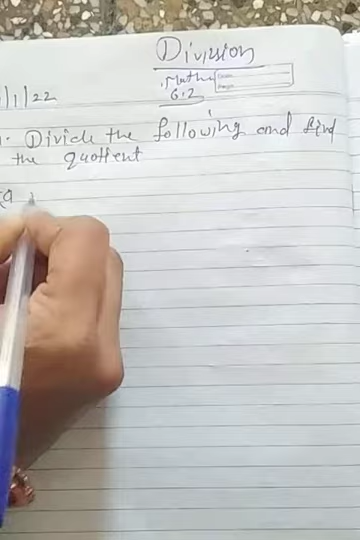 Division
Maths
6.2
/1/22
1. Divide the following and find
the quotient